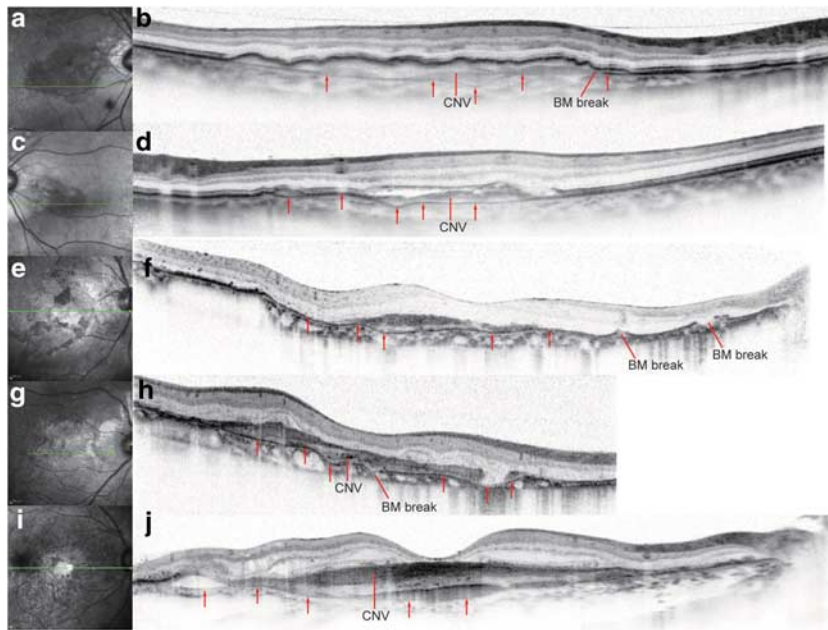 a b
CNV BM break
c d
CNV
e f
BM break BM break
g h
CNV BM break
i j
CNV